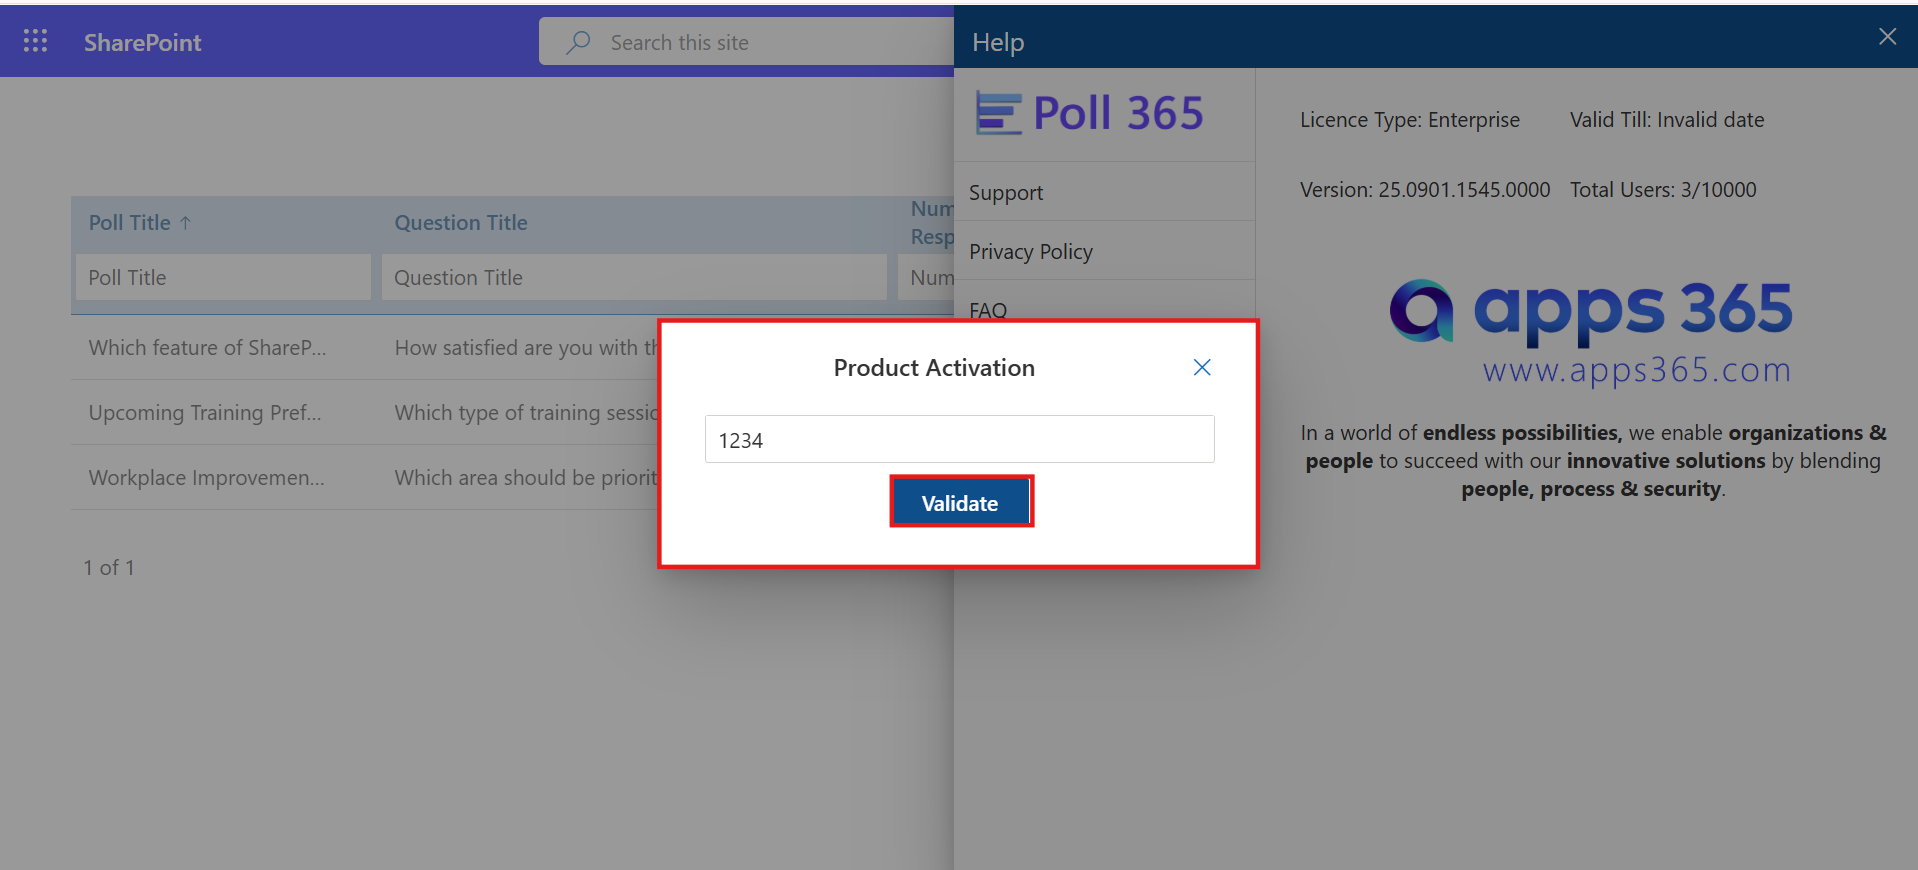 SharePoint
Search this site
Help
Poll 365
Licence Type: Enterprise
Valid Till: Invalid date
Version: 25.0901.1545.0000
Total Users: 3/10000
Support
Privacy Policy
FAQ
Poll Title ↑
Question Title
Num
Resp
Poll Title
Question Title
Num
Which feature of ShareP...
How satisfied are you with th
Upcoming Training Pref...
Which type of training sessic
Workplace Improvemen...
Which area should be priorit
1 of 1
Product Activation
1234
Validate
apps 365
www.apps365.com
In a world of endless possibilities, we enable organizations &
people to succeed with our innovative solutions by blending
people, process & security.